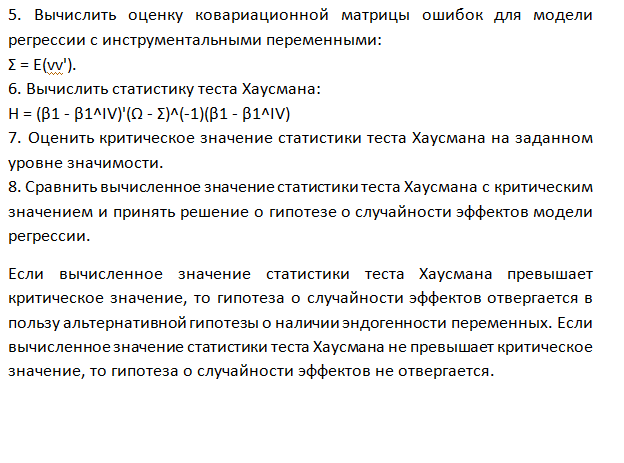 5. Вычислить оценку ковариационной матрицы ошибок для модели
регрессии с инструментальными переменными:
Σ = E(vv').
6. Вычислить статистику теста Хаусмана:
H = (β1 - β1^IV)'(Ω - Σ)^(-1)(β1 - β1^IV)
7. Оценить критическое значение статистики теста Хаусмана на заданном
уровне значимости.
8. Сравнить вычисленное значение статистики теста Хаусмана с критическим
значением и принять решение о гипотезе о случайности эффектов модели
регрессии.
Если вычисленное значение статистики теста Хаусмана превышает
критическое значение, то гипотеза о случайности эффектов отвергается в
пользу альтернативной гипотезы о наличии эндогенности переменных. Если
вычисленное значение статистики теста Хаусмана не превышает критическое
значение, то гипотеза о случайности эффектов не отвергается.